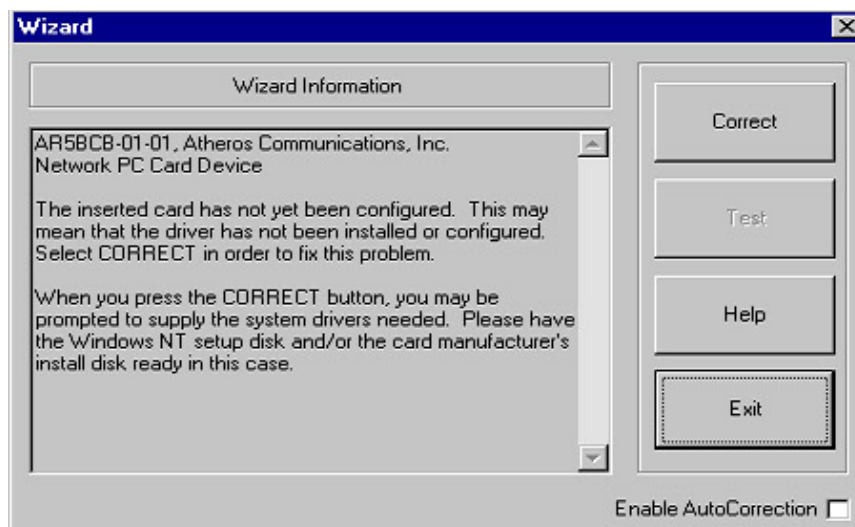 Wizard
Wizard Information
AR5BCB-01-01, Atheros Communications, Inc.
Network PC Card Device
The inserted card has not yet been configured.  This may
mean that the driver has not been installed or configured.
Select CORRECT in order to fix this problem.
When you press the CORRECT button, you may be
prompted to supply the system drivers needed.  Please have
the Windows NT setup disk and/or the card manufacturer's
install disk ready in this case.
Correct
Test
Help
Exit
Enable AutoCorrection